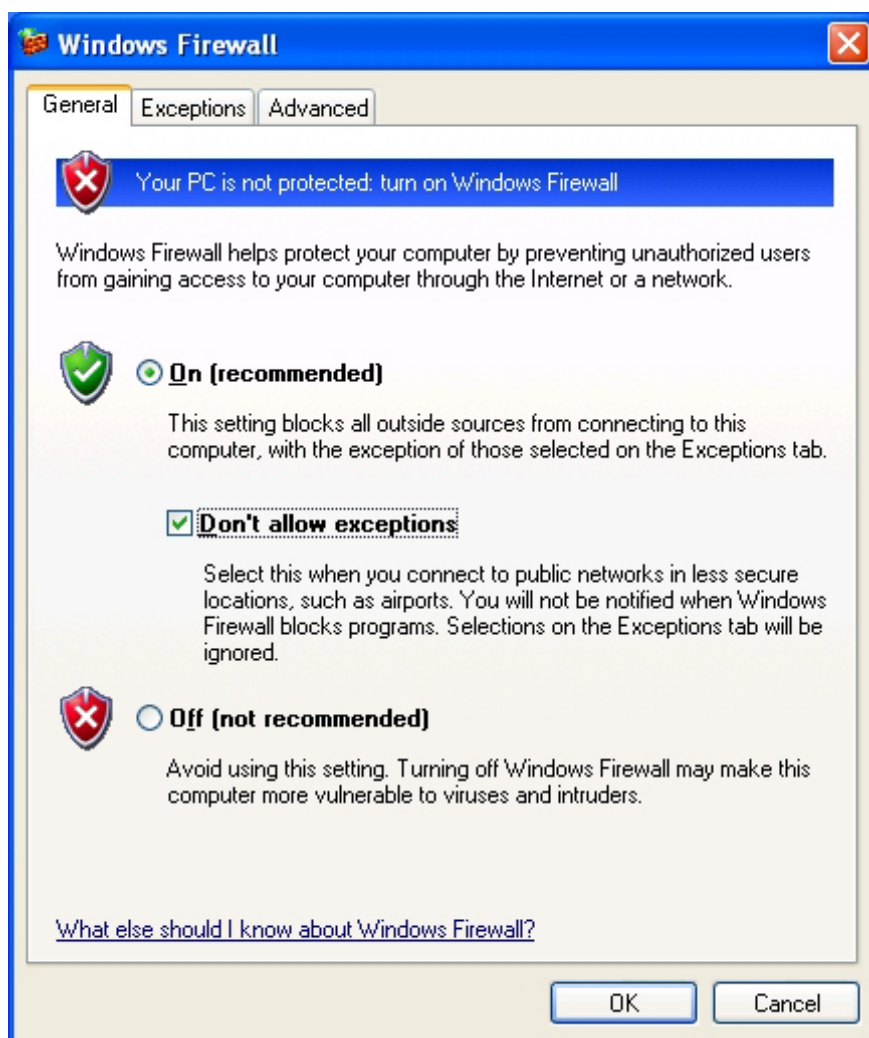 Windows Firewall
General Exceptions Advanced
Your PC is not protected: turn on Windows Firewall
Windows Firewall helps protect your computer by preventing unauthorized users
from gaining access to your computer through the Internet or a network.
On (recommended)
This setting blocks all outside sources from connecting to this
computer, with the exception of those selected on the Exceptions tab.
Don't allow exceptions
Select this when you connect to public networks in less secure
locations, such as airports. You will not be notified when Windows
Firewall blocks programs. Selections on the Exceptions tab will be
ignored.
Off (not recommended)
Avoid using this setting. Turning off Windows Firewall may make this
computer more vulnerable to viruses and intruders.
What else should I know about Windows Firewall?
OK Cancel